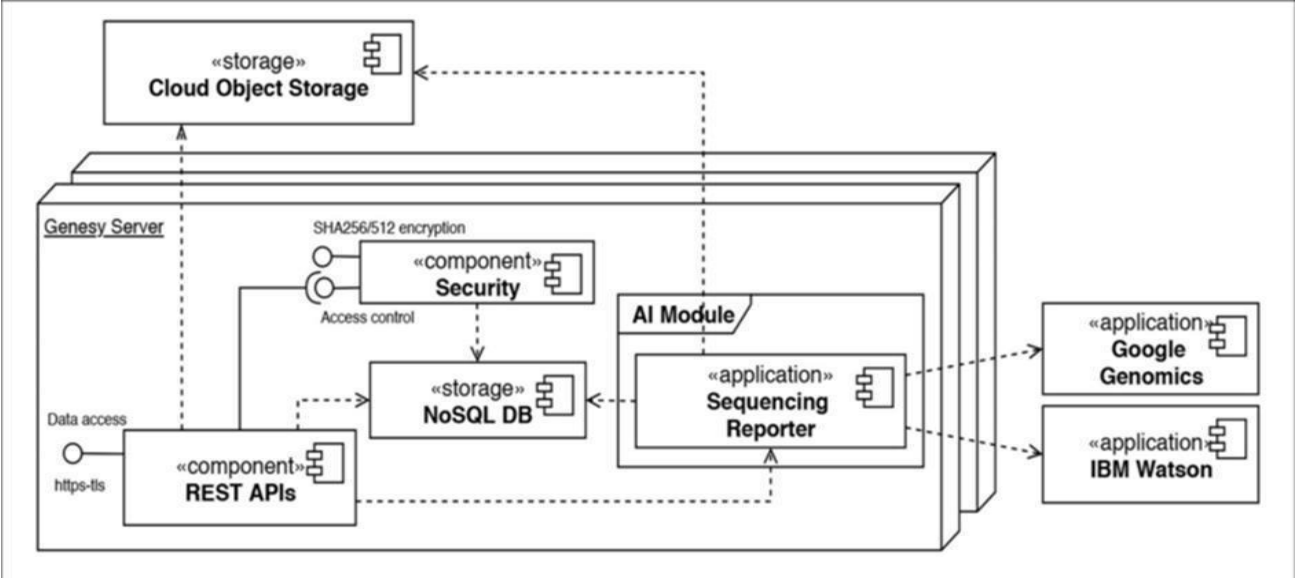 «storage»
Cloud Object Storage
Genesy Server
SHA256/512 encryption
«component»
Security
Access control
AI Module
«application»
Google
Genomics
«application»
Sequencing
Reporter
«storage»
NoSQL DB
Data access
https-tls
«component»
REST APIs
«application»
IBM Watson